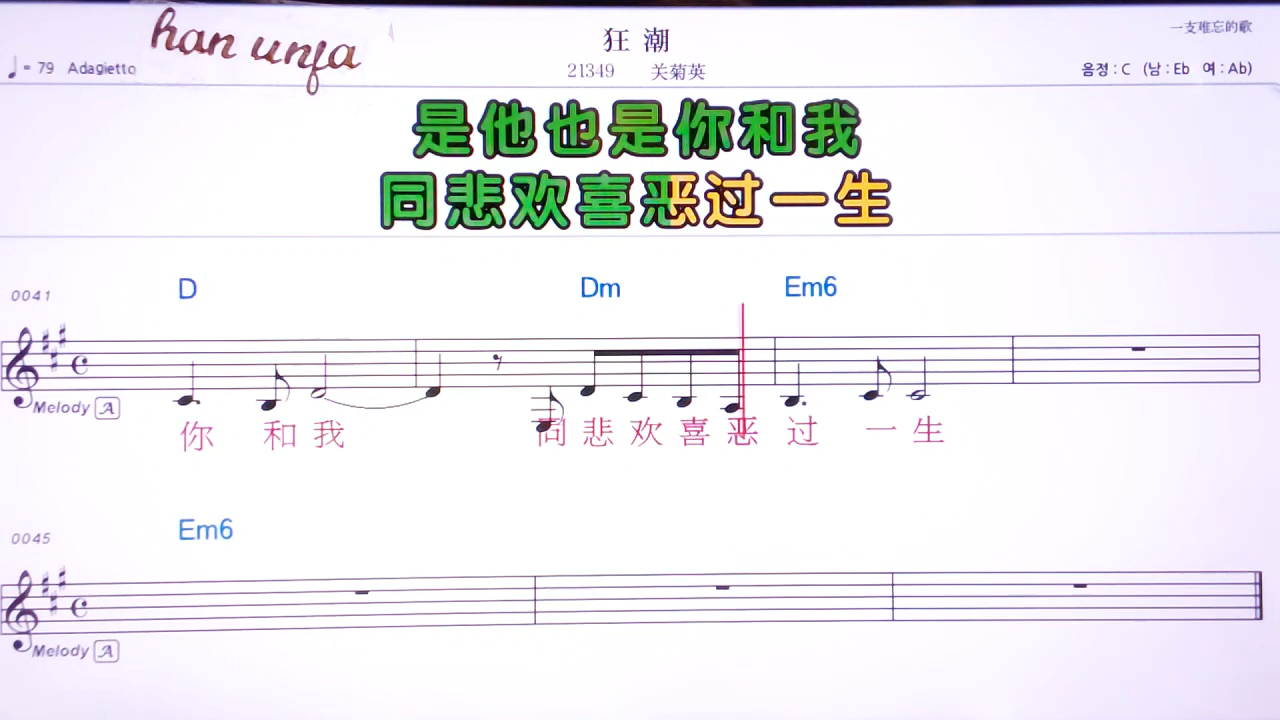 han unfa
狂潮
一支难忘的歌
♩= 79 Adagietto
21349 关菊英
음정 : C (남 : Eb 여 : Ab)
是他也是你和我
同悲欢喜恶过一生
0041
D Dm Em6
Melody A
你 和 我 同 悲 欢 喜 恶 过 一 生
0045
Em6
Melody A